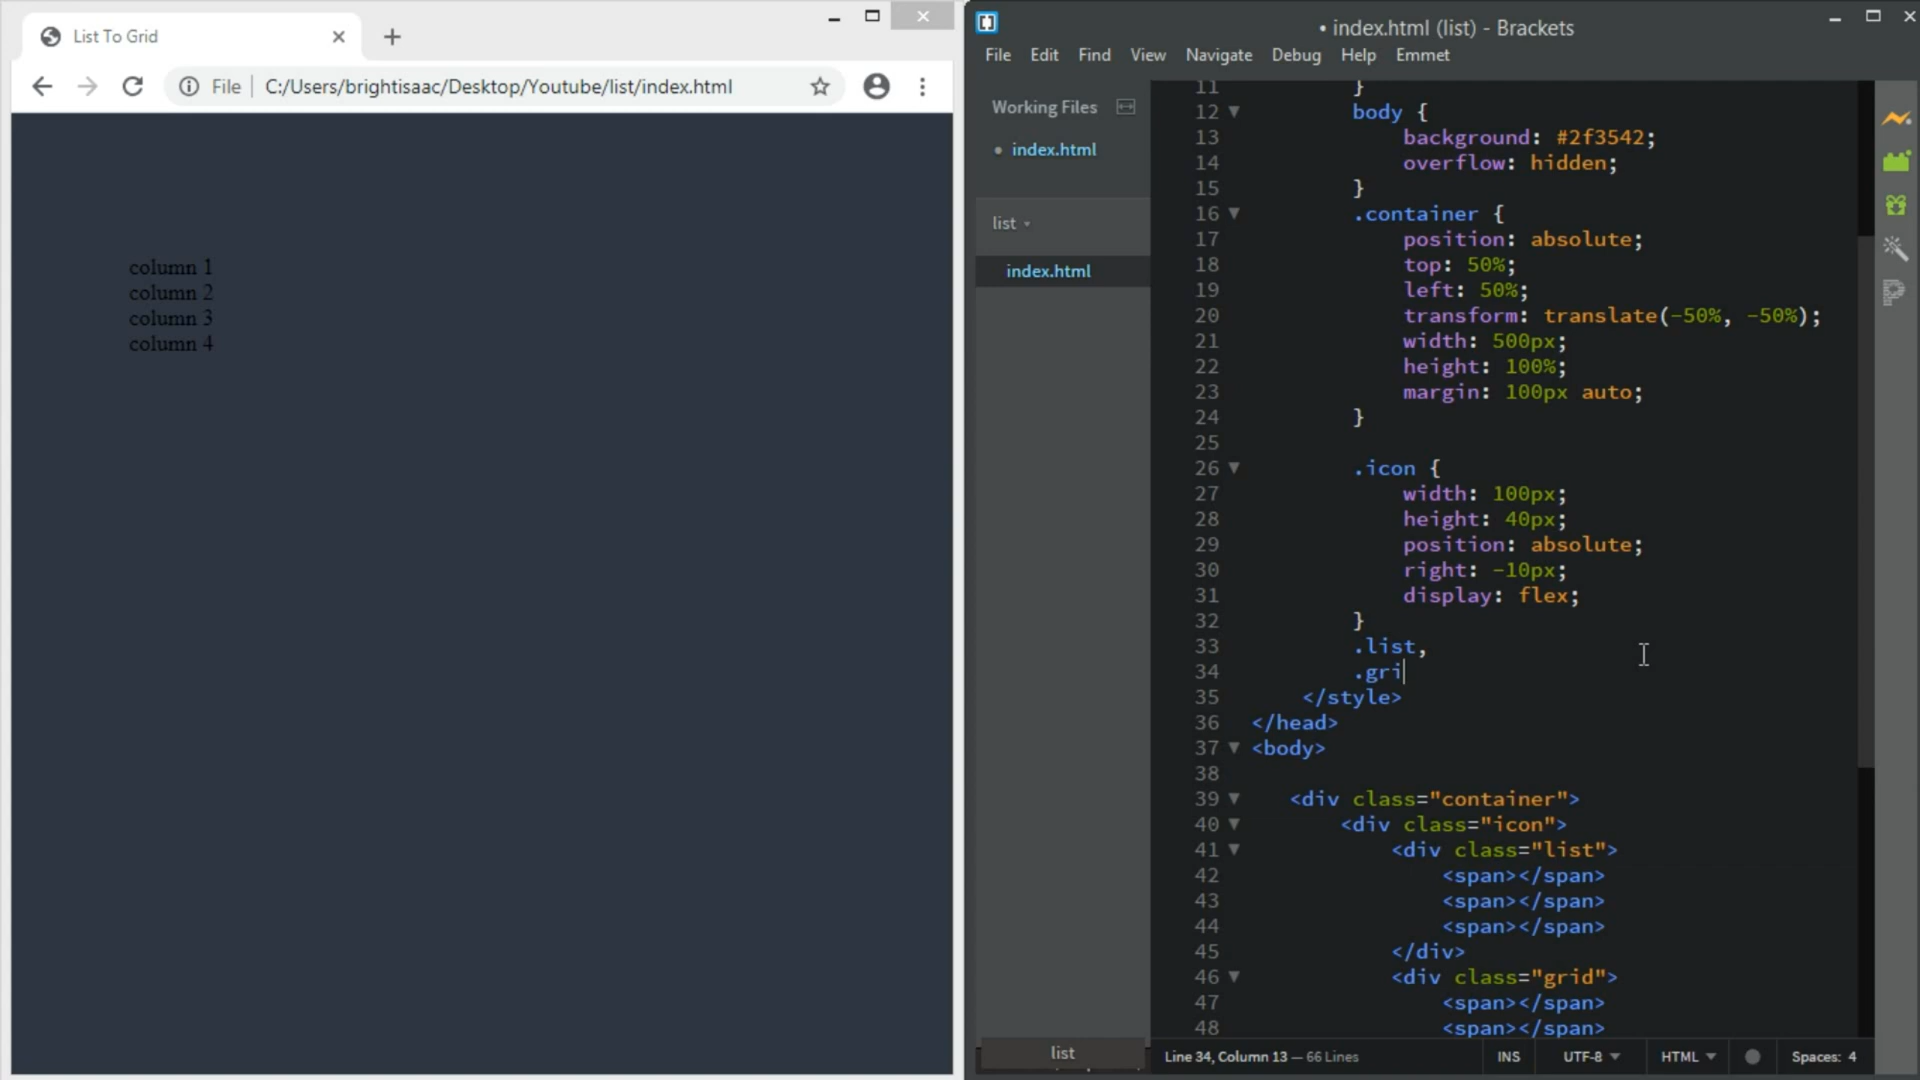 List To Grid
File C:/Users/brightisaac/Desktop/Youtube/list/index.html
column 1
column 2
column 3
column 4
• index.html (list) - Brackets
File Edit Find View Navigate Debug Help Emmet
Working Files
• index.html
list
index.html
list
11 }
12 body {
13 background: #2f3542;
14 overflow: hidden;
15 }
16 .container {
17 position: absolute;
18 top: 50%;
19 left: 50%;
20 transform: translate(-50%, -50%);
21 width: 500px;
22 height: 100%;
23 margin: 100px auto;
24 }
25
26 .icon {
27 width: 100px;
28 height: 40px;
29 position: absolute;
30 right: -10px;
31 display: flex;
32 }
33 .list,
34 .gri
35 </style>
36 </head>
37 <body>
38
39 <div class="container">
40 <div class="icon">
41 <div class="list">
42 <span></span>
43 <span></span>
44 <span></span>
45 </div>
46 <div class="grid">
47 <span></span>
48 <span></span>
Line 34, Column 13 — 66 Lines INS UTF-8 HTML Spaces: 4